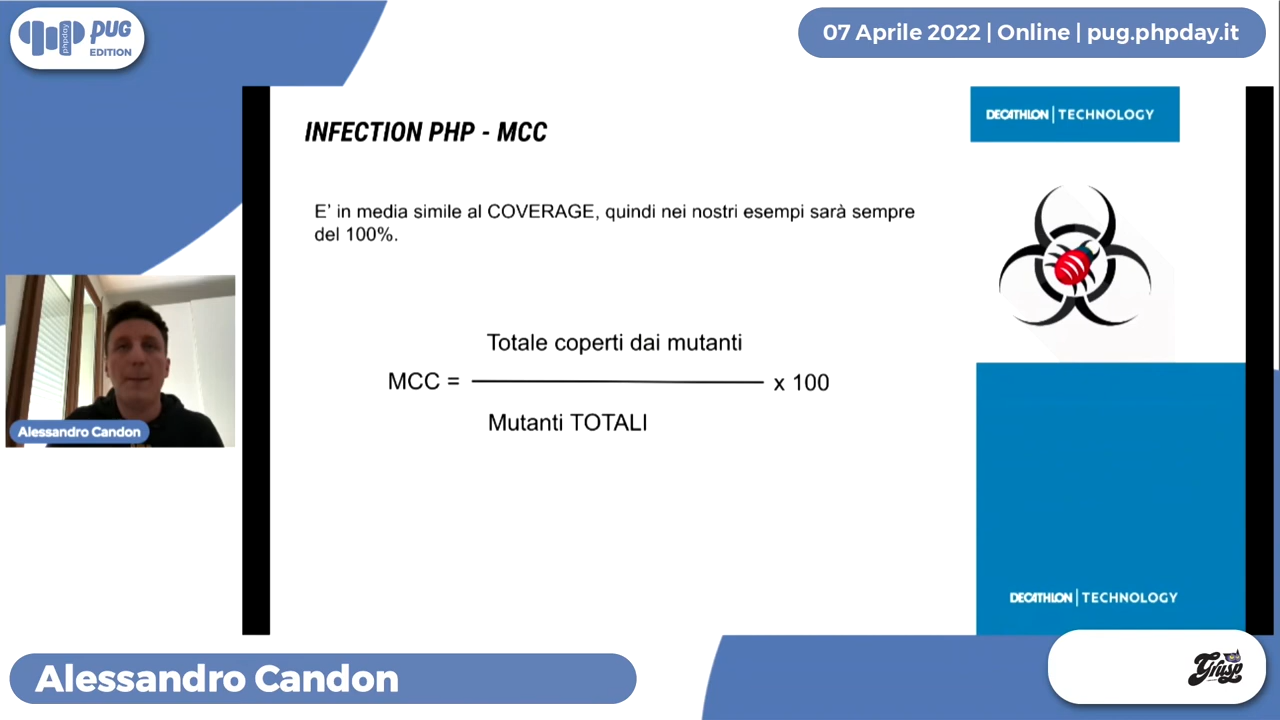 phpday
PUG
EDITION
07 Aprile 2022 | Online | pug.phpday.it
INFECTION PHP - MCC
DECATHLON | TECHNOLOGY
E' in media simile al COVERAGE, quindi nei nostri esempi sarà sempre
del 100%.
Totale coperti dai mutanti
MCC =
x 100
Mutanti TOTALI
Alessandro Candon
DECATHLON | TECHNOLOGY
Alessandro Candon
Grusp